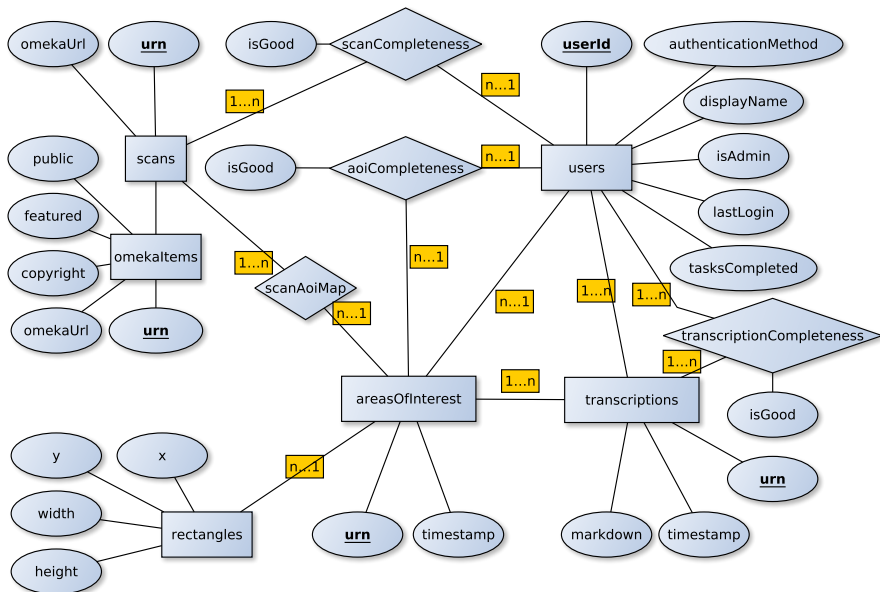 omekaUrl
urn
isGood
scanCompleteness
userId
authenticationMethod
1...n
n...1
displayName
public
scans
isGood
aoiCompleteness
n...1
users
isAdmin
featured
lastLogin
omekaItems
1...n
n...1
copyright
scanAoiMap
tasksCompleted
n...1
n...1
1...n
1...n
omekaUrl
urn
transcriptionCompleteness
1...n
1...n
areasOfInterest
transcriptions
isGood
y
x
n...1
urn
width
rectangles
urn
timestamp
markdown
timestamp
height